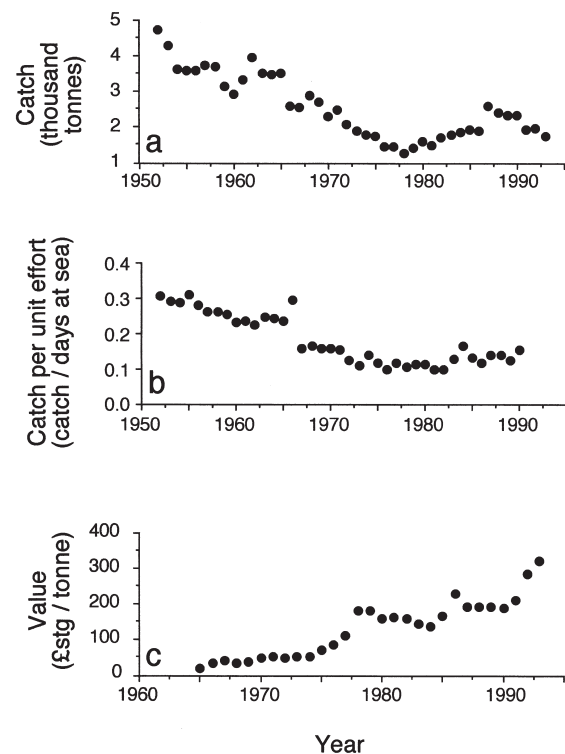 Catch
(thousand
tonnes)
5
4
3
2
1
a
1950 1960 1970 1980 1990
Catch per unit effort
(catch / days at sea)
0.4
0.3
0.2
0.1
0.0
b
1950 1960 1970 1980 1990
Value
(£stg / tonne)
400
300
200
100
0
c
1960 1970 1980 1990
Year